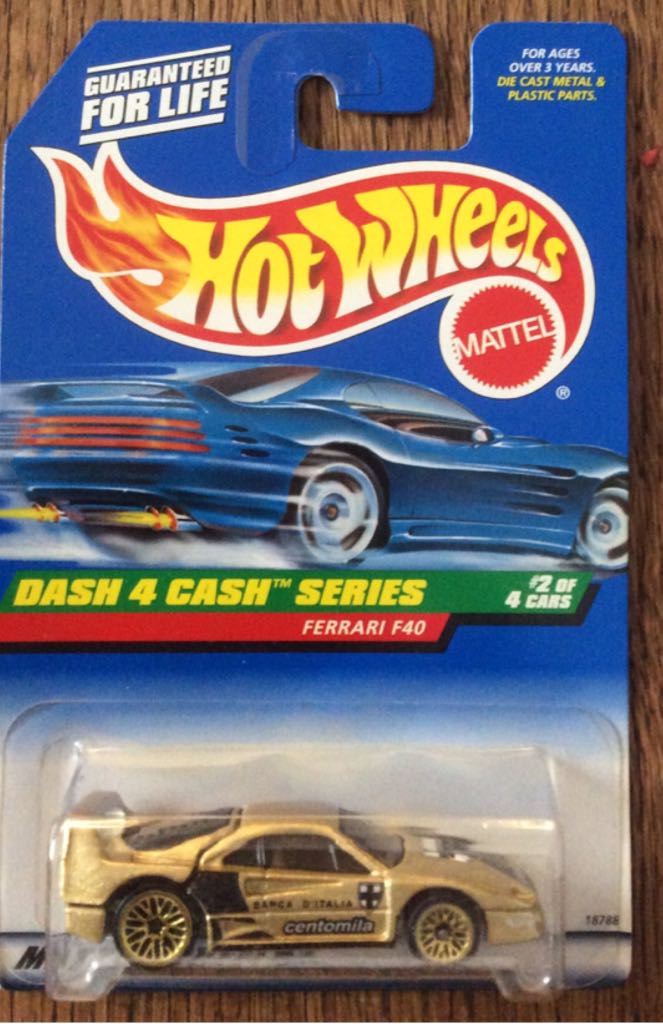 GUARANTEED
FOR LIFE
FOR AGES
OVER 3 YEARS.
DIE CAST METAL &
PLASTIC PARTS.
HOT WHEELS
MATTEL
®
DASH 4 CASH™ SERIES
#2 OF
4 CARS
FERRARI F40
BANCA D'ITALIA
centomila
18788
M